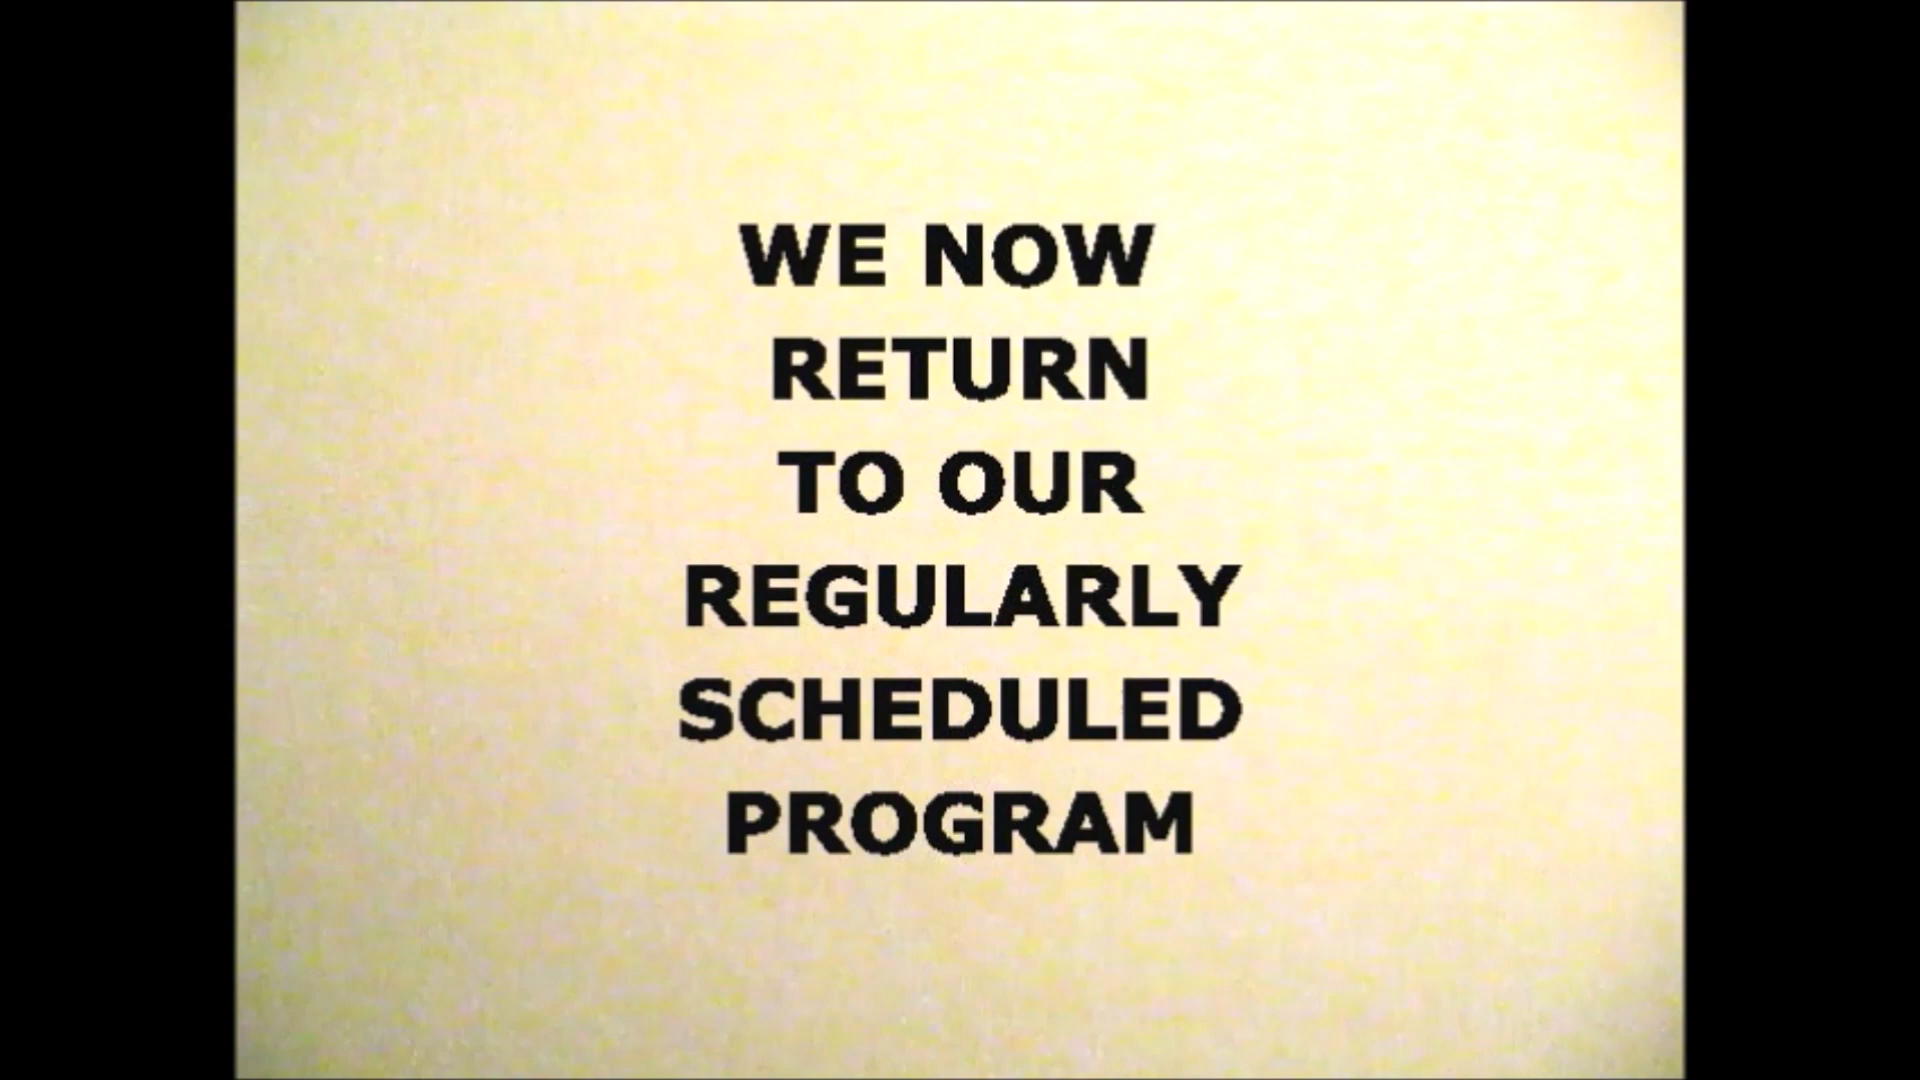 WE NOW
RETURN
TO OUR
REGULARLY
SCHEDULED
PROGRAM